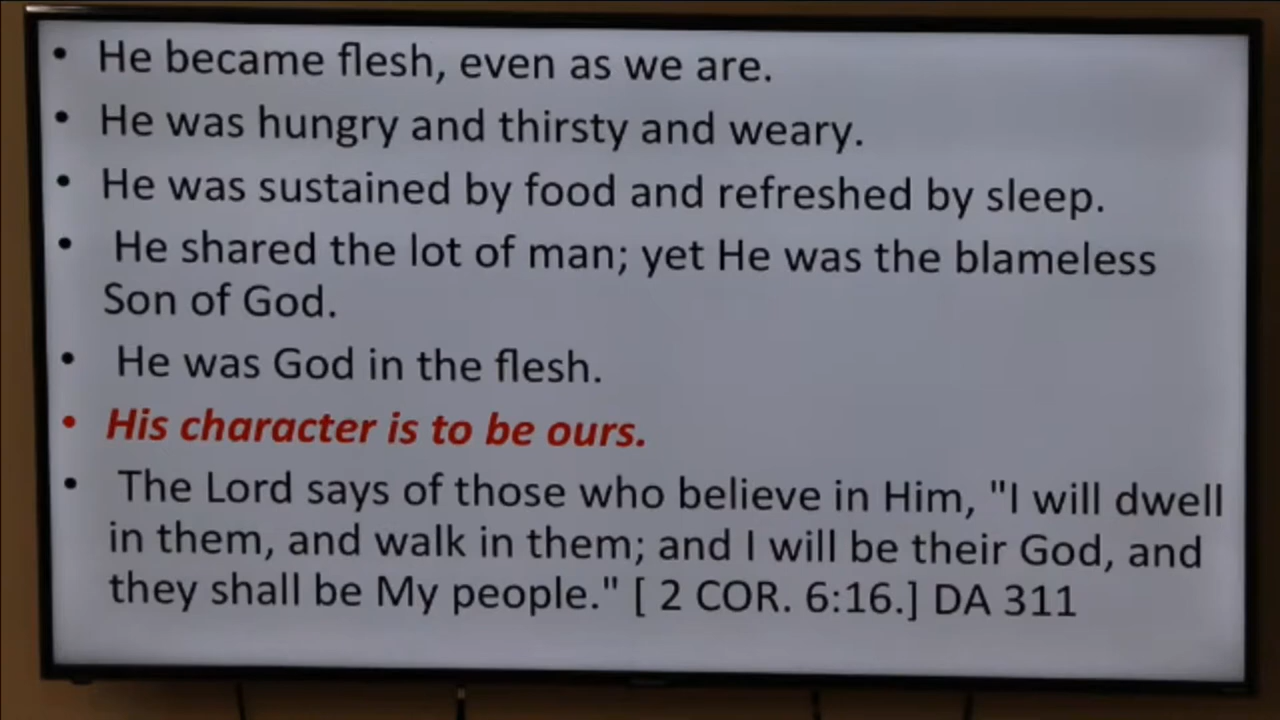 • He became flesh, even as we are.
• He was hungry and thirsty and weary.
• He was sustained by food and refreshed by sleep.
• He shared the lot of man; yet He was the blameless
Son of God.
• He was God in the flesh.
• His character is to be ours.
• The Lord says of those who believe in Him, "I will dwell
in them, and walk in them; and I will be their God, and
they shall be My people." [ 2 COR. 6:16.] DA 311